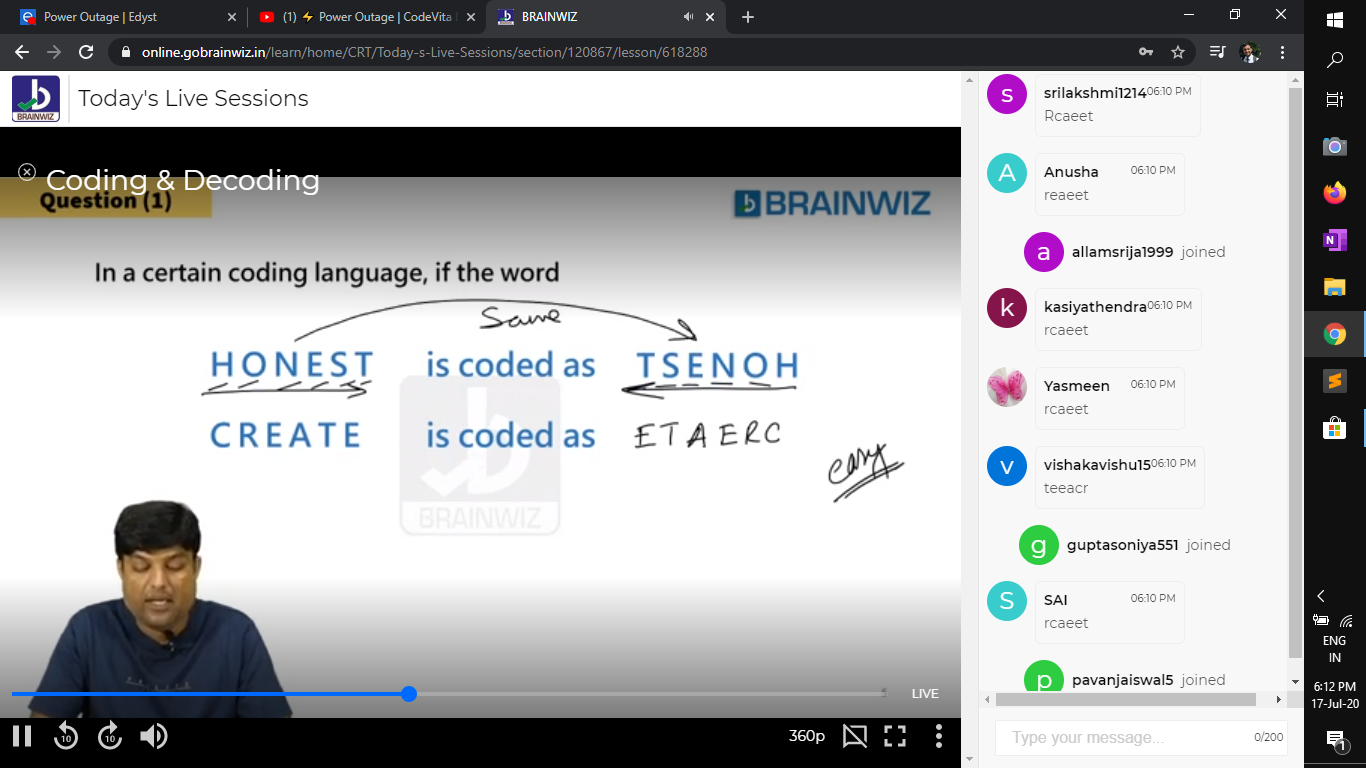 Power Outage | Edyst
(1) ⚡ Power Outage | CodeVita
BRAINWIZ
online.gobrainwiz.in/learn/home/CRT/Today-s-Live-Sessions/section/120867/lesson/618288
BRAINWIZ
Today's Live Sessions
Coding & Decoding
Question (1)
BRAINWIZ
In a certain coding language, if the word
Same
HONEST is coded as TSENOH
CREATE is coded as ETAERC
easy
BRAINWIZ
LIVE
10 10 360p
s srilakshmi1214 06:10 PM
Rcaeet
A Anusha 06:10 PM
reaeet
a allamsrija1999 joined
k kasiyathendra 06:10 PM
rcaeet
Yasmeen 06:10 PM
rcaeet
v vishakavishu15 06:10 PM
teeacr
g guptasoniya551 joined
S SAI 06:10 PM
rcaeet
p pavanjaiswal5 joined
Type your message... 0/200
N
ENG
IN
6:12 PM
17-Jul-20
1